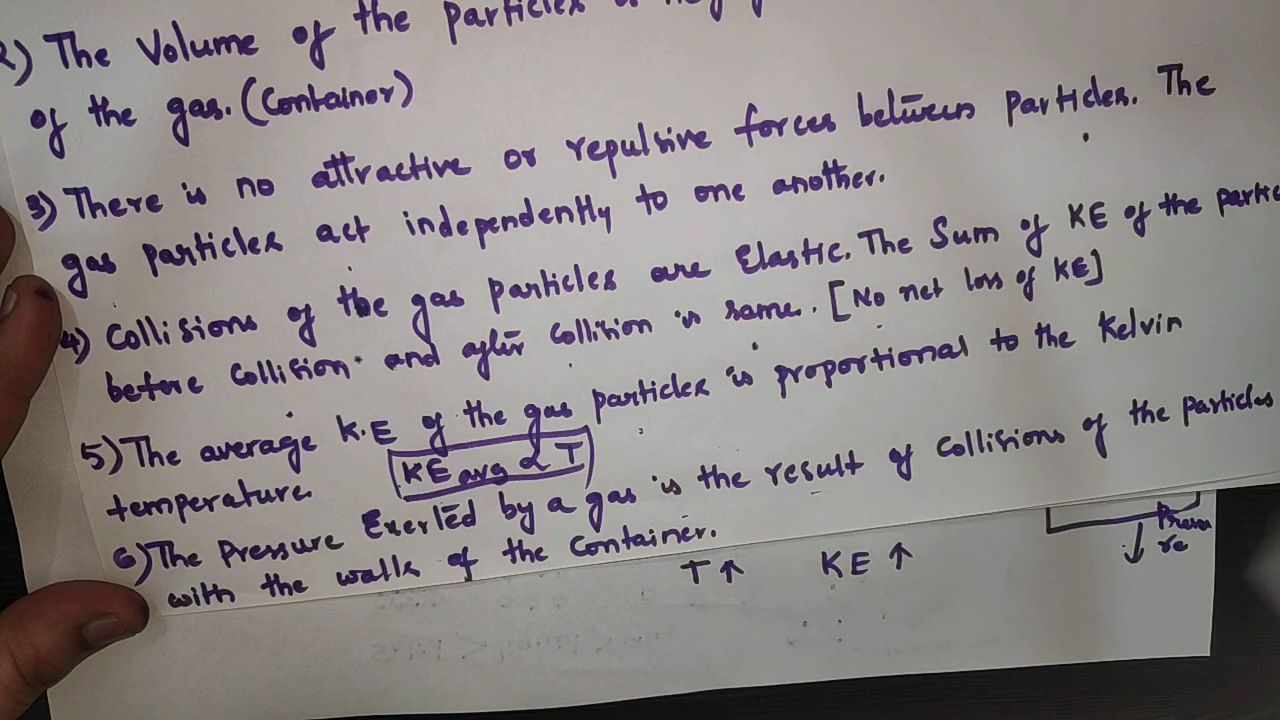 2) The Volume of the particles
of the gas. (Container)
3) There is no attractive or repulsive forces between particles. The
gas particles act independently to one another.
4) Collisions of the gas particles are Elastic. The Sum of KE of the
before Collision and after Collision is same. [No net loss of KE]
5) The average K.E of the gas particles is proportional to the Kelvin
temperature KE avg α T
6) The Pressure Exerted by a gas is the result of Collisions of the particles
with the walls of the Container.
T ↑ KE ↑